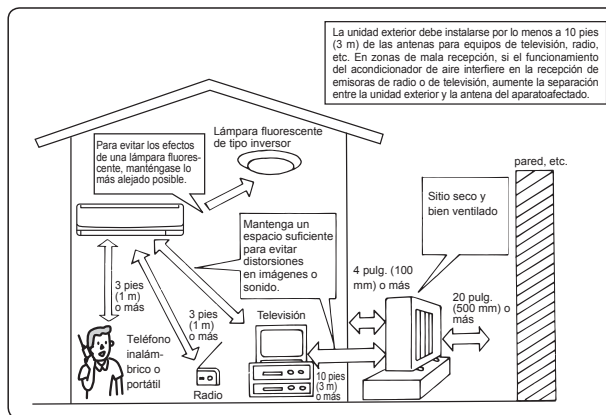 La unidad exterior debe instalarse por lo menos a 10 pies
(3 m) de las antenas para equipos de televisión, radio,
etc. En zonas de mala recepción, si el funcionamiento
del acondicionador de aire interfiere en la recepción de
emisoras de radio o de televisión, aumente la separación
entre la unidad exterior y la antena del aparatoafectado.
Lámpara fluorescente
de tipo inversor
Para evitar los efectos
de una lámpara fluores-
cente, manténgase lo
más alejado posible.
pared, etc.
Sitio seco y
bien ventilado
Mantenga un
espacio suficiente
para evitar
distorsiones
en imágenes o
sonido.
4 pulg. (100
mm) o más
20 pulg.
(500 mm) o
más
3 pies
(1 m)
o más
3 pies
(1 m)
o más
Televisión
Teléfono
inalám-
brico o
portátil
Radio
10 pies
(3 m)
o más